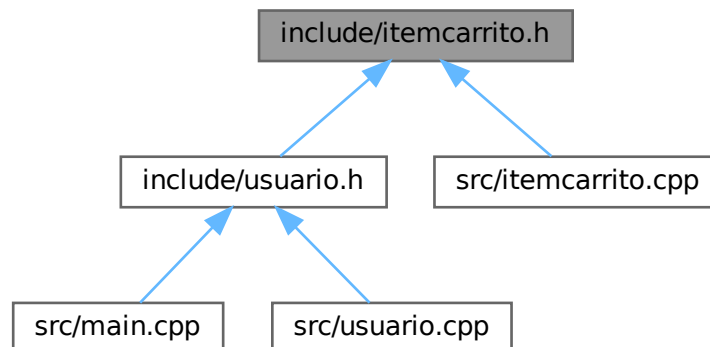 include/itemcarrito.h
include/usuario.h
src/itemcarrito.cpp
src/main.cpp
src/usuario.cpp